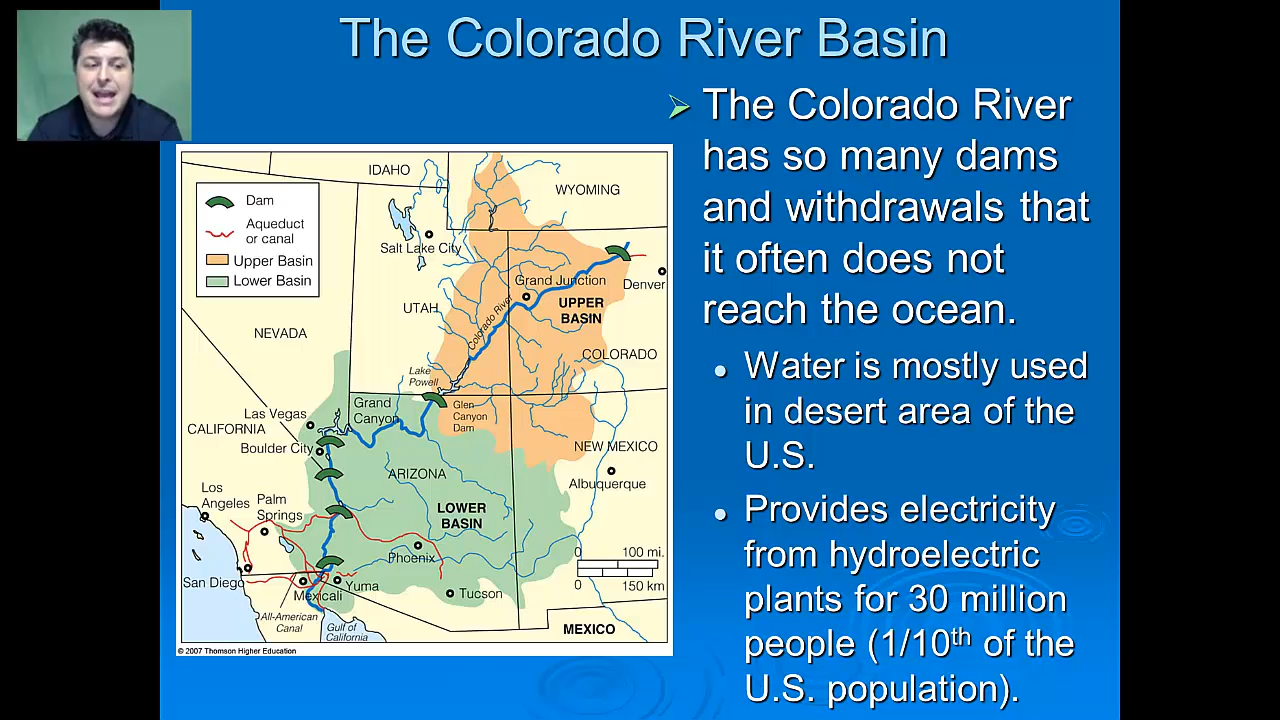 The Colorado River Basin
The Colorado River
has so many dams
and withdrawals that
it often does not
reach the ocean.
Water is mostly used
in desert area of the
U.S.
Provides electricity
from hydroelectric
plants for 30 million
people (1/10th of the
U.S. population).
Dam
Aqueduct
or canal
Upper Basin
Lower Basin
IDAHO
WYOMING
Salt Lake City
Grand Junction
Denver
UTAH
Colorado River
UPPER
BASIN
NEVADA
COLORADO
Lake
Powell
Grand
Canyon
Glen
Canyon
Dam
Las Vegas
CALIFORNIA
Boulder City
NEW MEXICO
ARIZONA
Albuquerque
Los
Angeles
Palm
Springs
LOWER
BASIN
0 100 mi.
0 150 km
Phoenix
San Diego
Yuma
Mexicali
Tucson
All-American
Canal
Gulf of
California
MEXICO
© 2007 Thomson Higher Education